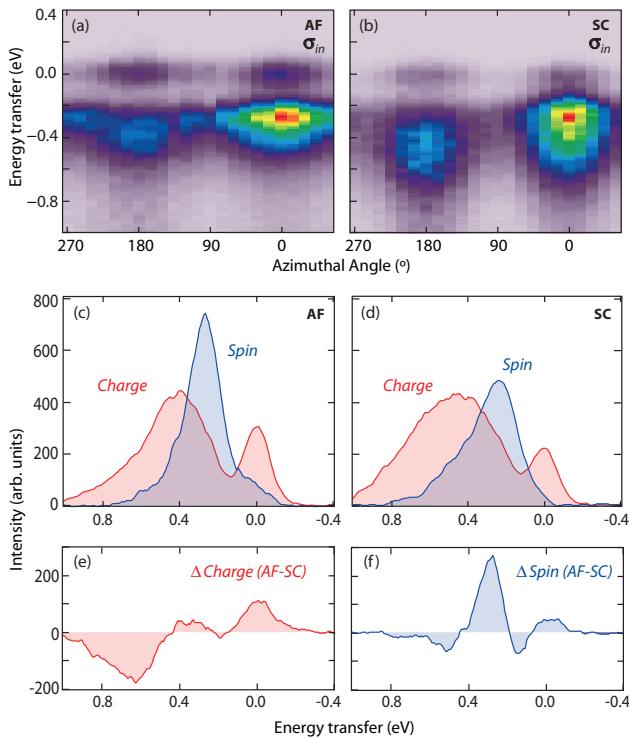 (a) AF
σin
(b) SC
σin
Energy transfer (eV)
0.4
0.0
−0.4
−0.8
270 180 90 0
270 180 90 0
Azimuthal Angle (º)
(c) AF
Spin
Charge
(d) SC
Spin
Charge
Intensity (arb. units)
800
600
400
200
0
0.8 0.4 0.0 -0.4
0.8 0.4 0.0 -0.4
(e)
Δ Charge (AF-SC)
(f)
Δ Spin (AF-SC)
200
0
-200
0.8 0.4 0.0 -0.4
0.8 0.4 0.0 -0.4
Energy transfer (eV)